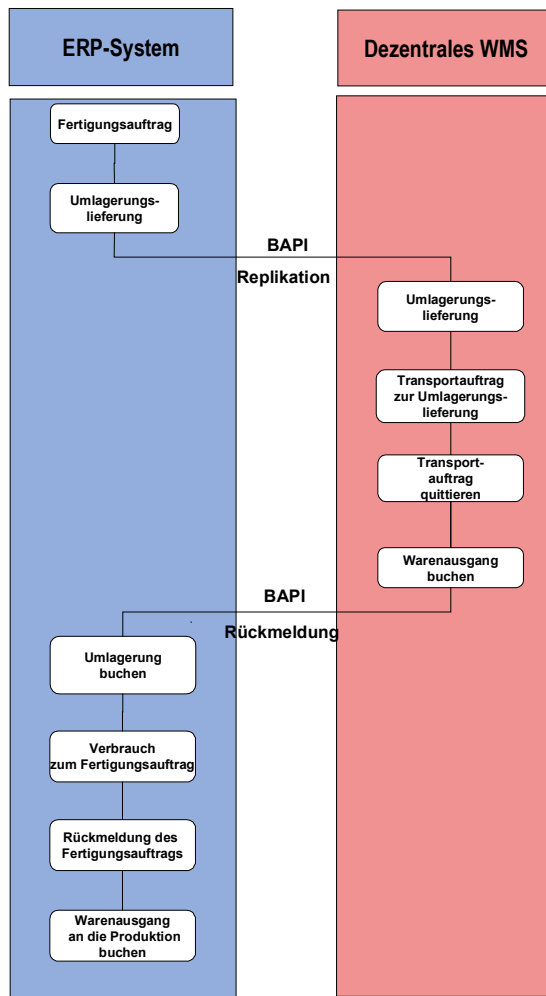 ERP-System
Dezentrales WMS
Fertigungsauftrag
Umlagerungs-
lieferung
BAPI
Replikation
Umlagerungs-
lieferung
Transportauftrag
zur Umlagerungs-
lieferung
Transport-
auftrag
quittieren
Warenausgang
buchen
BAPI
Rückmeldung
Umlagerung
buchen
Verbrauch
zum Fertigungsauftrag
Rückmeldung des
Fertigungsauftrags
Warenausgang
an die Produktion
buchen